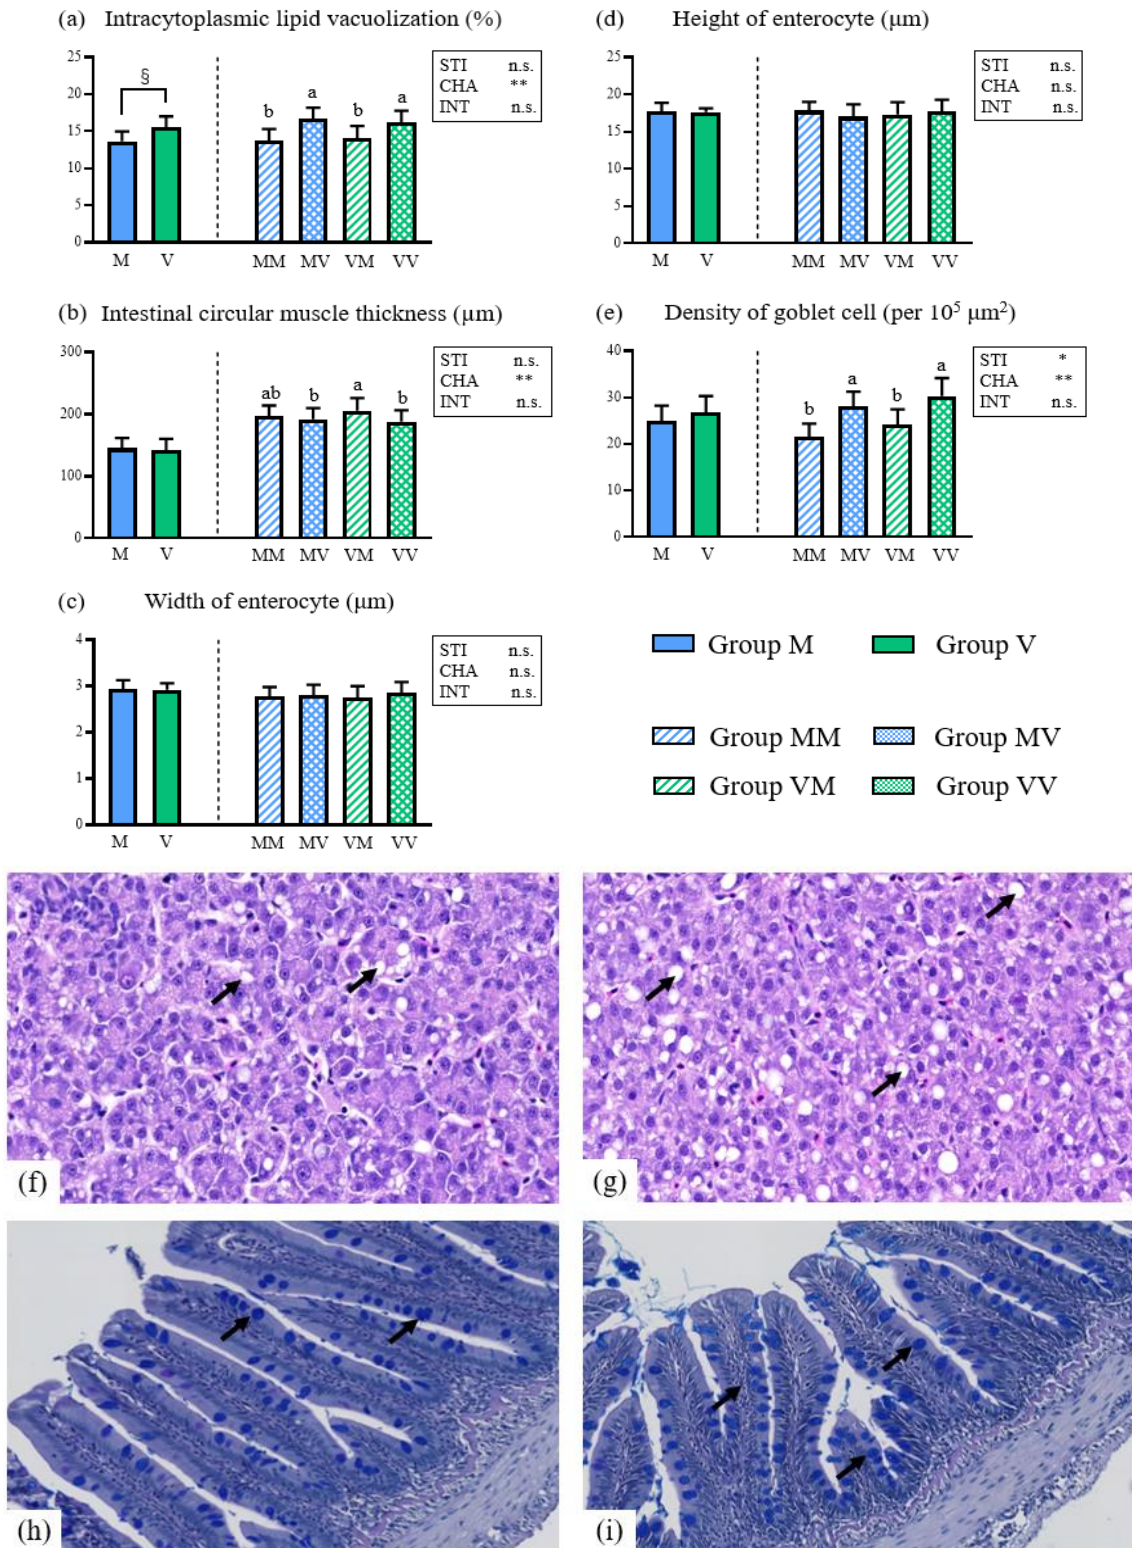 (a) Intracytoplasmic lipid vacuolization (%)
25
20
15
10
5
0
§
b
a
b
a
M V MM MV VM VV
STI n.s.
CHA **
INT n.s.
(d) Height of enterocyte (µm)
25
20
15
10
5
0
M V MM MV VM VV
STI n.s.
CHA n.s.
INT n.s.
(b) Intestinal circular muscle thickness (µm)
300
200
100
0
ab
b
a
b
M V MM MV VM VV
STI n.s.
CHA **
INT n.s.
(e) Density of goblet cell (per 10⁵ µm²)
40
30
20
10
0
b
a
b
a
M V MM MV VM VV
STI *
CHA **
INT n.s.
(c) Width of enterocyte (µm)
4
3
2
1
0
M V MM MV VM VV
STI n.s.
CHA n.s.
INT n.s.
Group M Group V
Group MM Group MV
Group VM Group VV
(f)
(g)
(h)
(i)